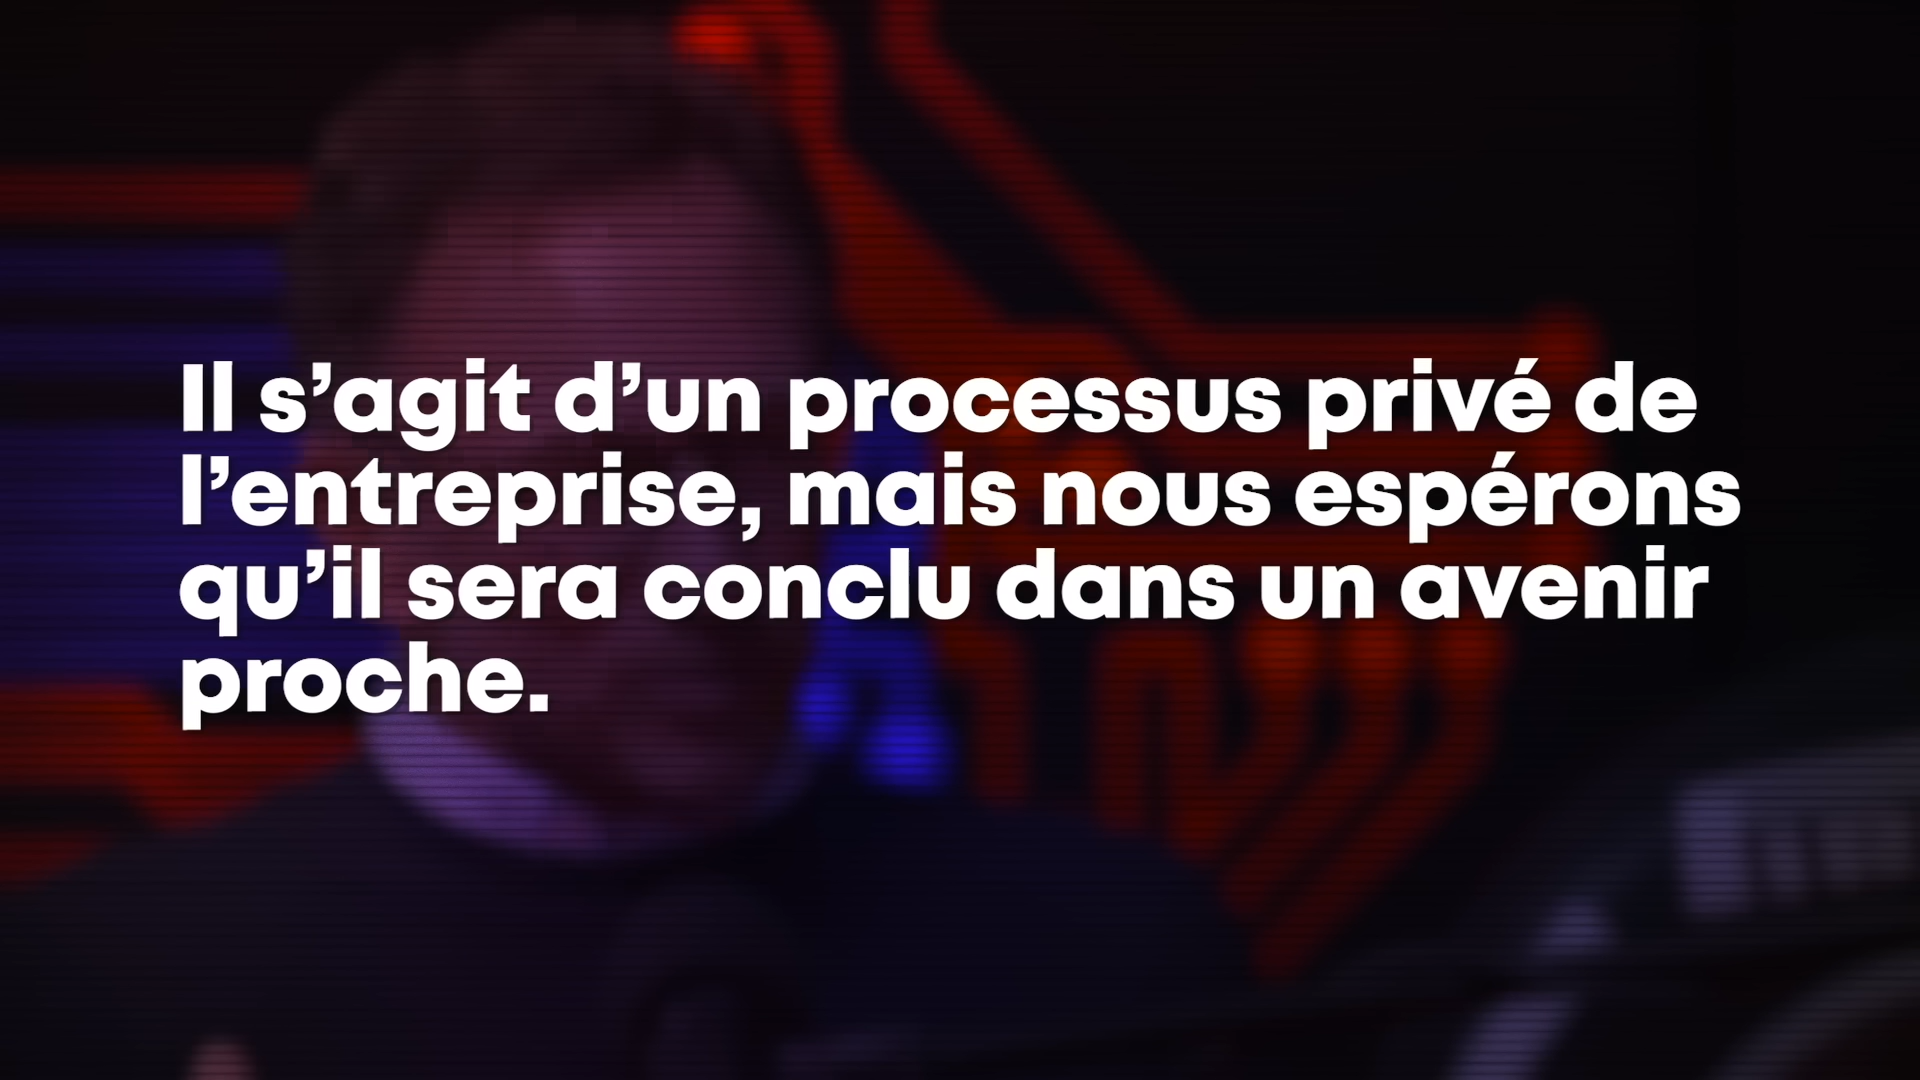 Il s’agit d’un processus privé de
l’entreprise, mais nous espérons
qu’il sera conclu dans un avenir
proche.